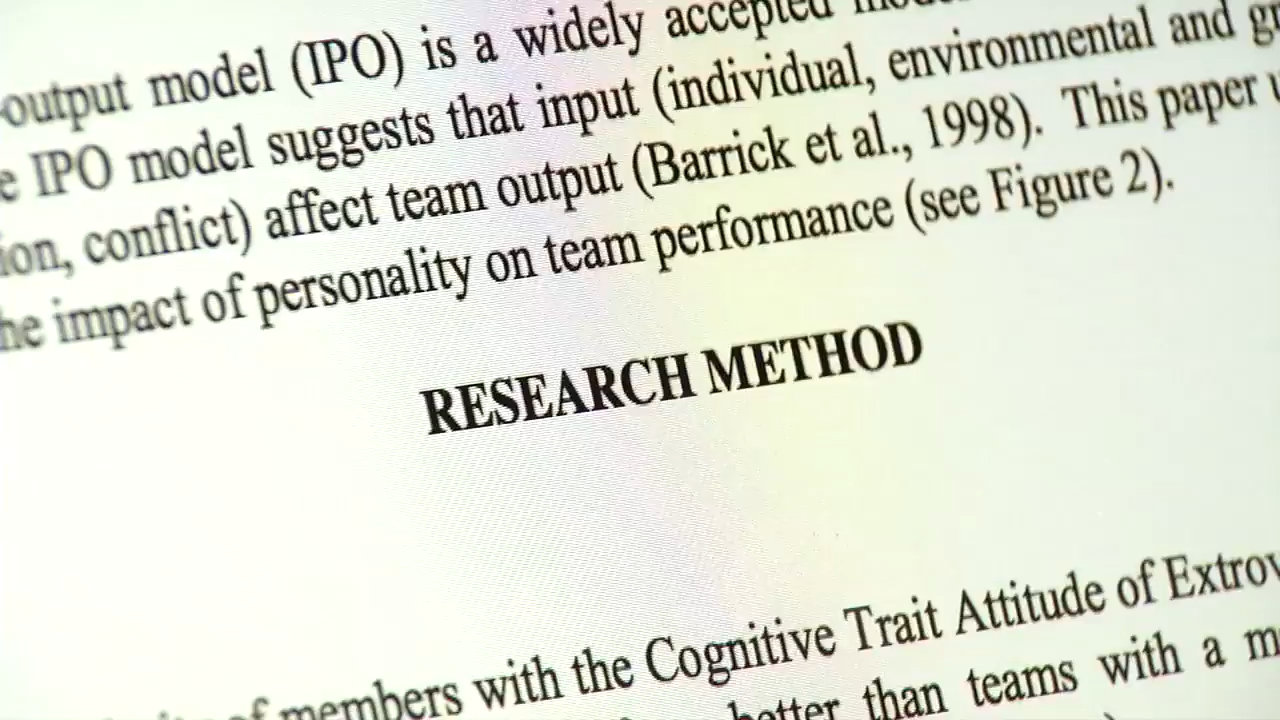 -output model (IPO) is a widely accepted
e IPO model suggests that input (individual, environmental and
ion, conflict) affect team output (Barrick et al., 1998). This paper
he impact of personality on team performance (see Figure 2).
RESEARCH METHOD
of members with the Cognitive Trait Attitude of Extrov
better than teams with a m